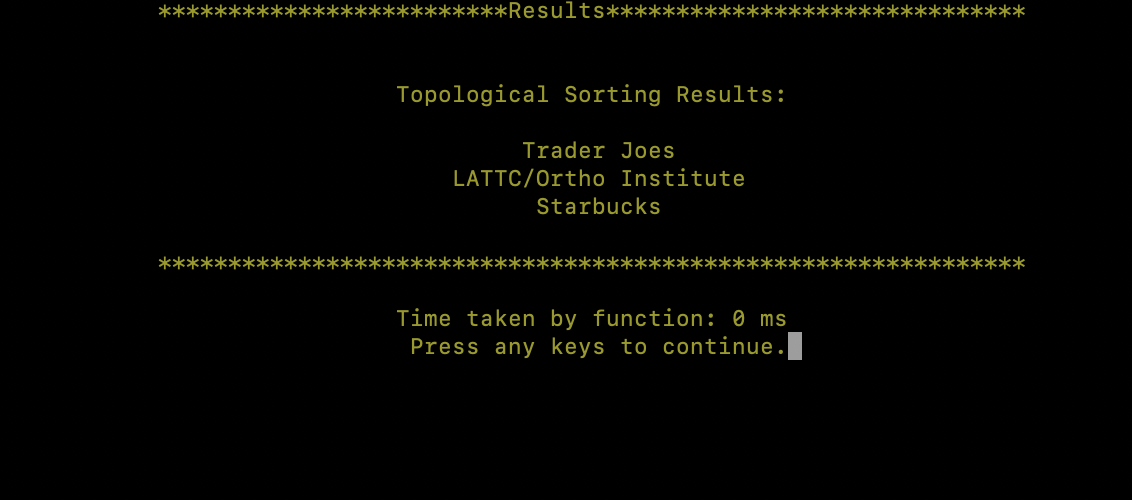 *************************Results******************************
Topological Sorting Results:
Trader Joes
LATTC/Ortho Institute
Starbucks
**************************************************************
Time taken by function: 0 ms
Press any keys to continue.